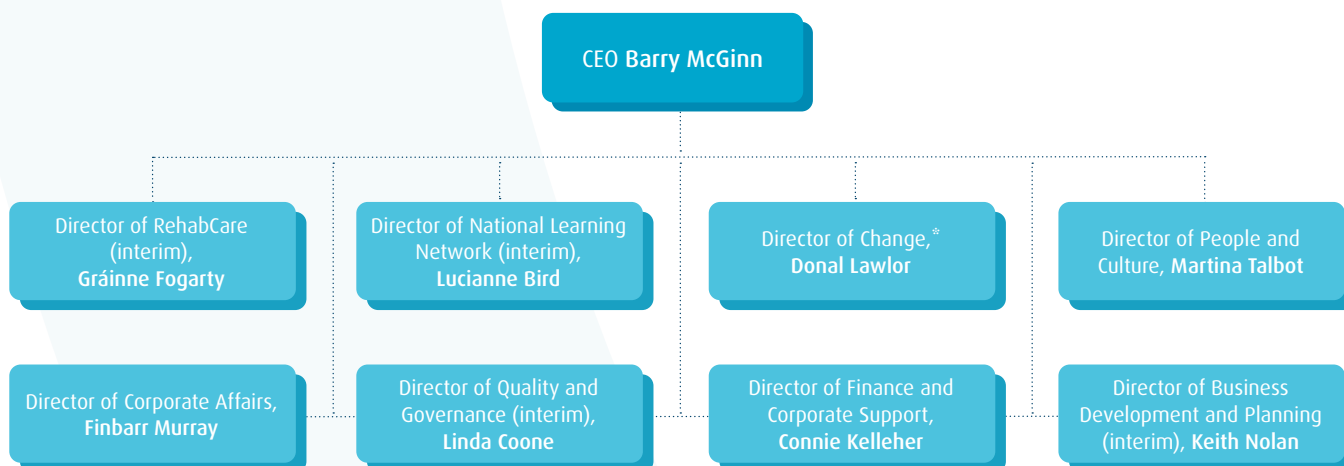 CEO Barry McGinn
Director of RehabCare
(interim),
Gráinne Fogarty
Director of National Learning
Network (interim),
Lucianne Bird
Director of Change,*
Donal Lawlor
Director of People and
Culture, Martina Talbot
Director of Corporate Affairs,
Finbarr Murray
Director of Quality and
Governance (interim),
Linda Coone
Director of Finance and
Corporate Support,
Connie Kelleher
Director of Business
Development and Planning
(interim), Keith Nolan